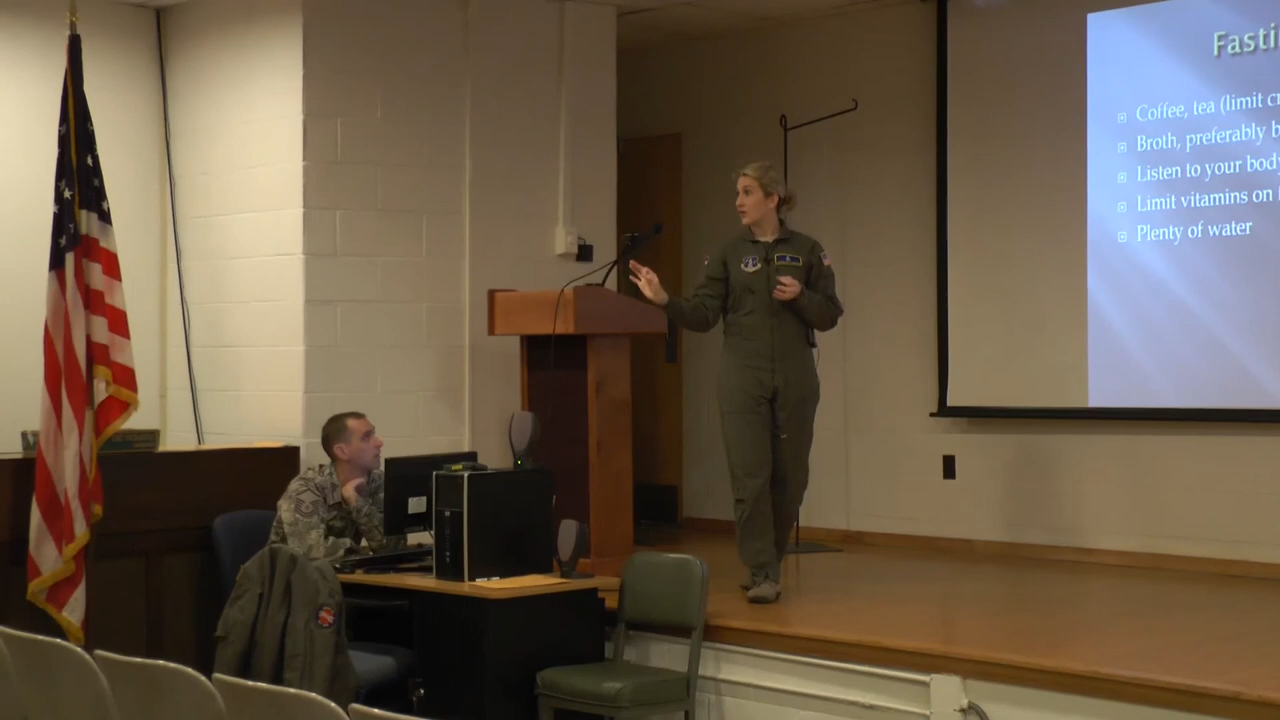 Fasti
Coffee, tea (limit cr
Broth, preferably b
Listen to your body
Limit vitamins on
Plenty of water